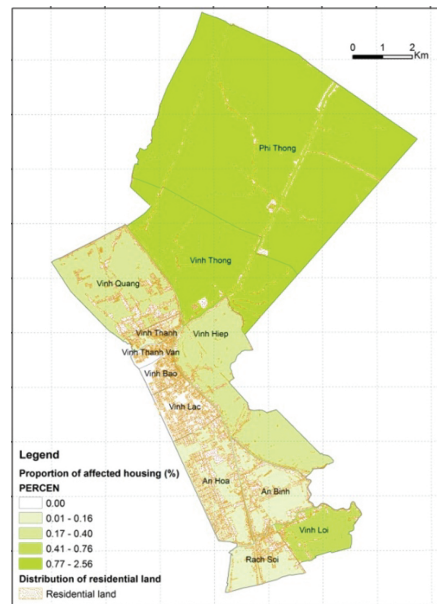 0 1 2
Km
Phi Thong
Vinh Thong
Vinh Quang
Vinh Thanh
Vinh Hiep
Vinh Thanh Van
Vinh Bao
Vinh Lac
An Hoa
An Binh
Vinh Loi
Rach Soi
Legend
Proportion of affected housing (%)
PERCEN
0.00
0.01 - 0.16
0.17 - 0.40
0.41 - 0.76
0.77 - 2.56
Distribution of residential land
Residential land